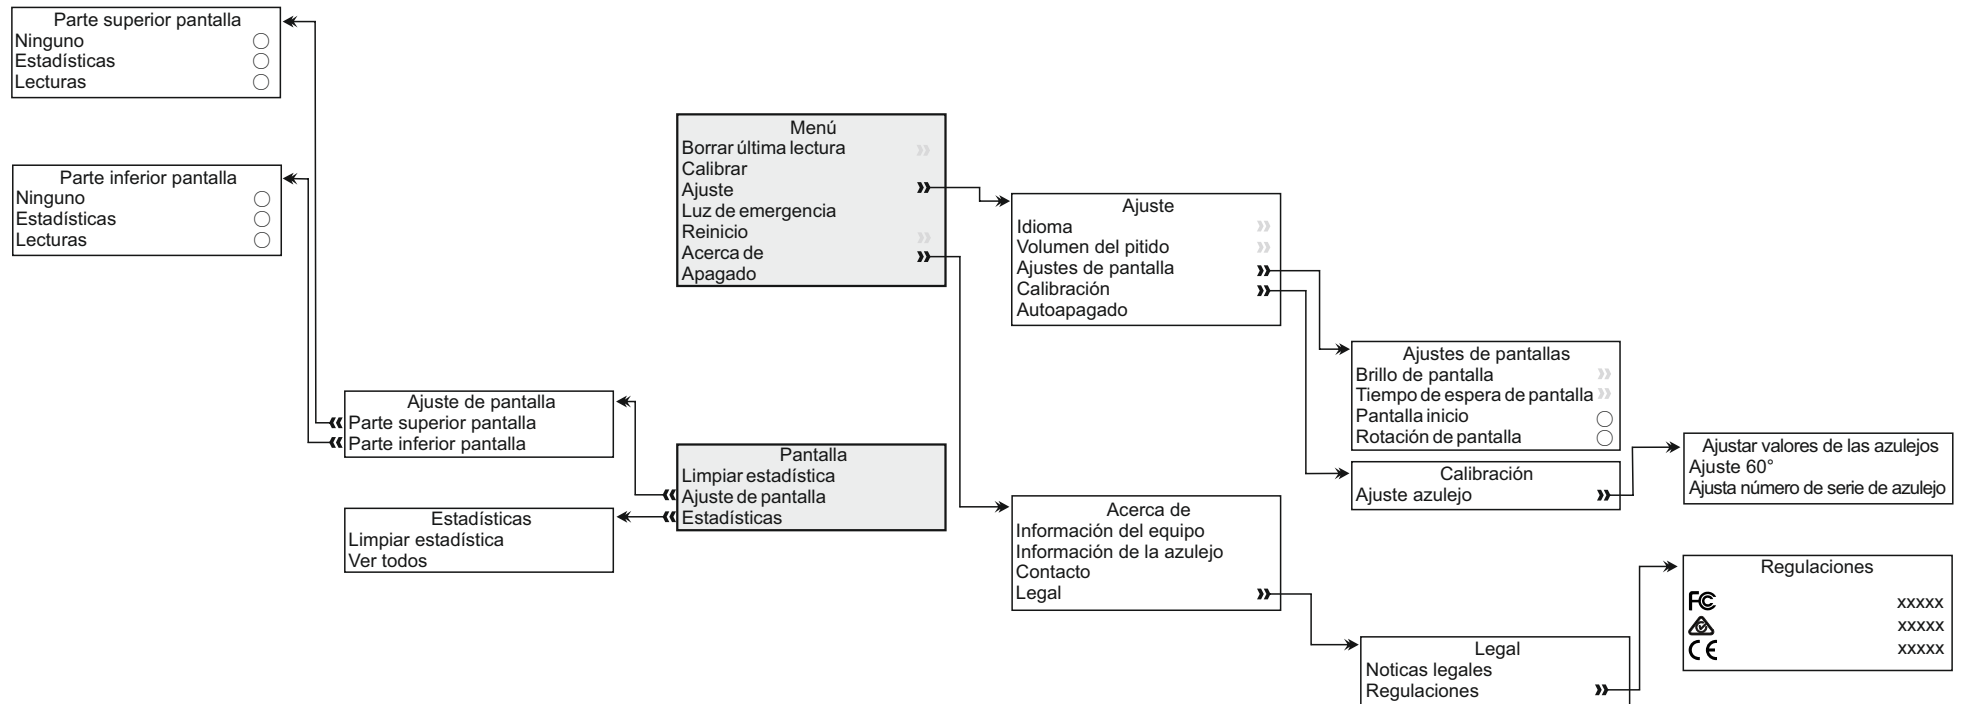 Parte superior pantalla
Ninguno
Estadísticas
Lecturas
Parte inferior pantalla
Ninguno
Estadísticas
Lecturas
Menú
Borrar última lectura
Calibrar
Ajuste
Luz de emergencia
Reinicio
Acerca de
Apagado
Ajuste
Idioma
Volumen del pitido
Ajustes de pantalla
Calibración
Autoapagado
Ajustes de pantallas
Brillo de pantalla
Tiempo de espera de pantalla
Pantalla inicio
Rotación de pantalla
Ajuste de pantalla
Parte superior pantalla
Parte inferior pantalla
Pantalla
Limpiar estadística
Ajuste de pantalla
Estadísticas
Estadísticas
Limpiar estadística
Ver todos
Calibración
Ajuste azulejo
Ajustar valores de las azulejos
Ajuste 60°
Ajusta número de serie de azulejo
Acerca de
Información del equipo
Información de la azulejo
Contacto
Legal
Legal
Noticas legales
Regulaciones
Regulaciones
FC xxxxx
xxxxx
CE xxxxx